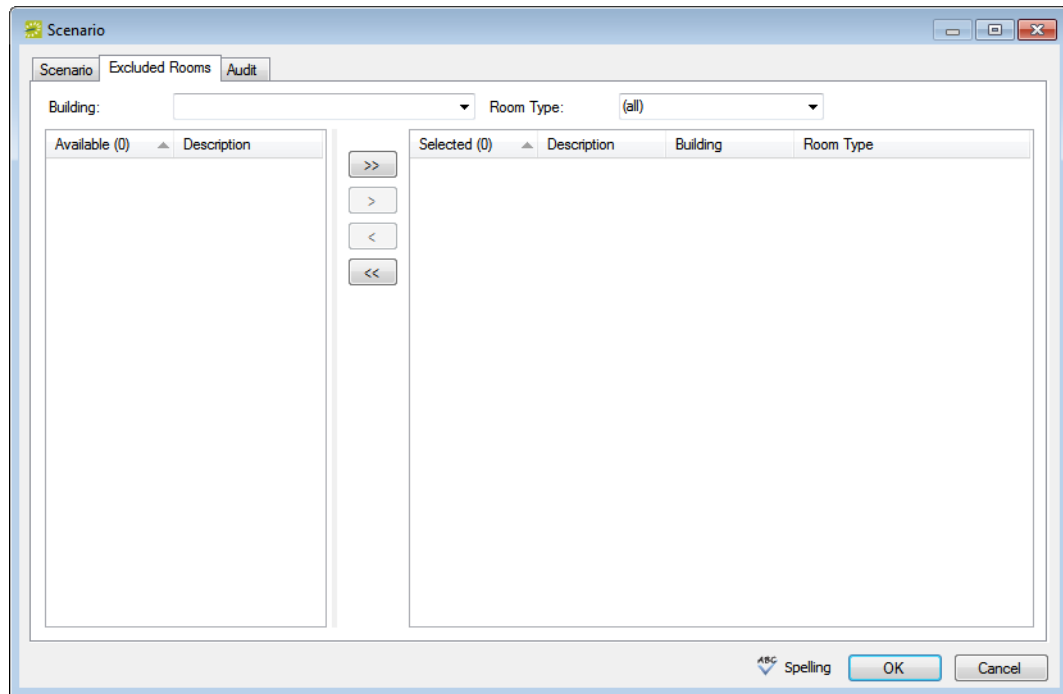 Scenario
Scenario Excluded Rooms Audit
Building: Room Type: (all)
Available (0) Description Selected (0) Description Building Room Type
>>
>
<
<<
ABC Spelling OK Cancel